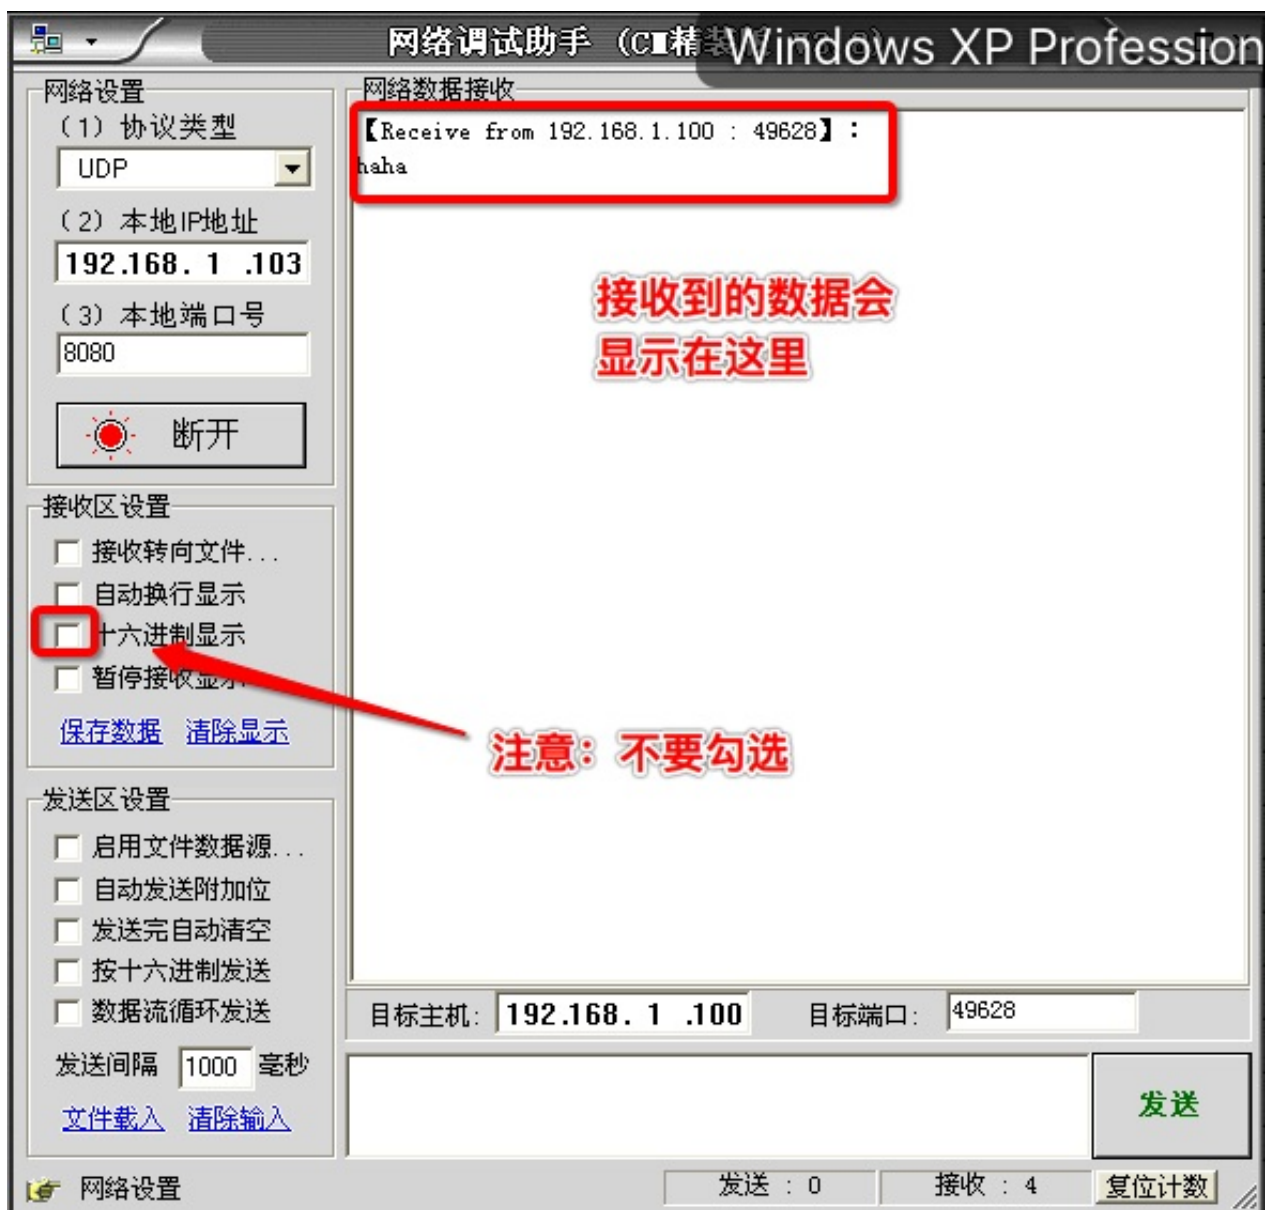 网络调试助手 (CM精
Windows XP Profession
网络设置
(1) 协议类型
UDP
(2) 本地IP地址
192.168. 1 .103
(3) 本地端口号
8080
断开
接收区设置
接收转向文件...
自动换行显示
十六进制显示
暂停接收显示
保存数据 清除显示
发送区设置
启用文件数据源...
自动发送附加位
发送完自动清空
按十六进制发送
数据流循环发送
发送间隔 1000 毫秒
文件载入 清除输入
网络数据接收
【Receive from 192.168.1.100 : 49628】:
haha
接收到的数据会
显示在这里
注意：不要勾选
目标主机: 192.168. 1 .100 目标端口: 49628
发送
网络设置 发送 : 0 接收 : 4 复位计数